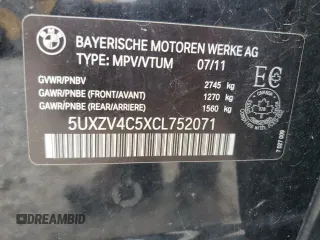 BMW
BAYERISCHE MOTOREN WERKE AG
TYPE: MPV/VTUM 07/11
GVWR/PNBV 2745 kg
GAWR/PNBE (FRONT/AVANT) 1270 kg
GAWR/PNBE (REAR/ARRIERE) 1560 kg
5UXZV4C5XCL752071
DREAMBID